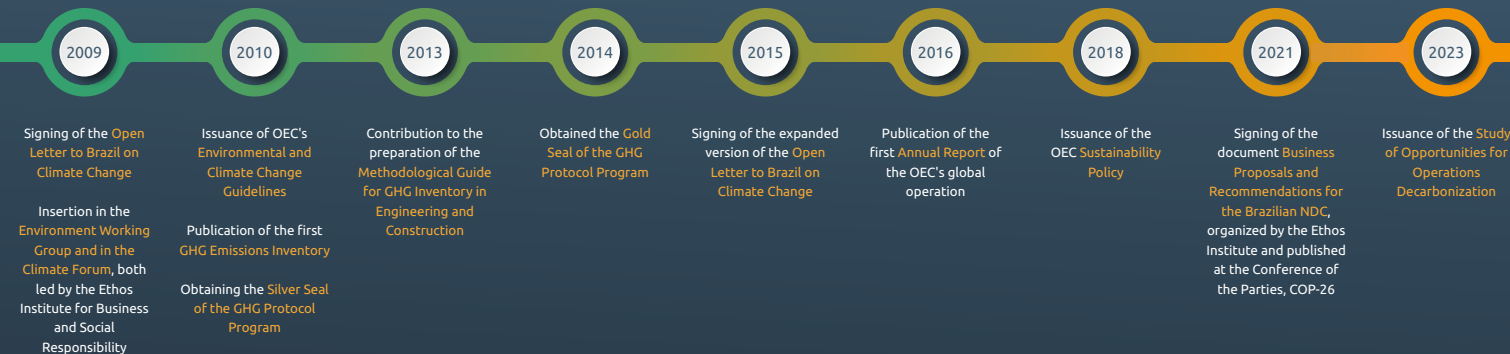 2009
2010
2013
2014
2015
2016
2018
2021
2023
Signing of the Open
Letter to Brazil on
Climate Change
Insertion in the
Environment Working
Group and in the
Climate Forum, both
led by the Ethos
Institute for Business
and Social
Responsibility
Issuance of OEC's
Environmental and
Climate Change
Guidelines
Publication of the first
GHG Emissions Inventory
Obtaining the Silver Seal
of the GHG Protocol
Program
Contribution to the
preparation of the
Methodological Guide
for GHG Inventory in
Engineering and
Construction
Obtained the Gold
Seal of the GHG
Protocol Program
Signing of the expanded
version of the Open
Letter to Brazil on
Climate Change
Publication of the
first Annual Report of
the OEC's global
operation
Issuance of the
OEC Sustainability
Policy
Signing of the
document Business
Proposals and
Recommendations for
the Brazilian NDC,
organized by the Ethos
Institute and published
at the Conference of
the Parties, COP-26
Issuance of the Study
of Opportunities for
Operations
Decarbonization